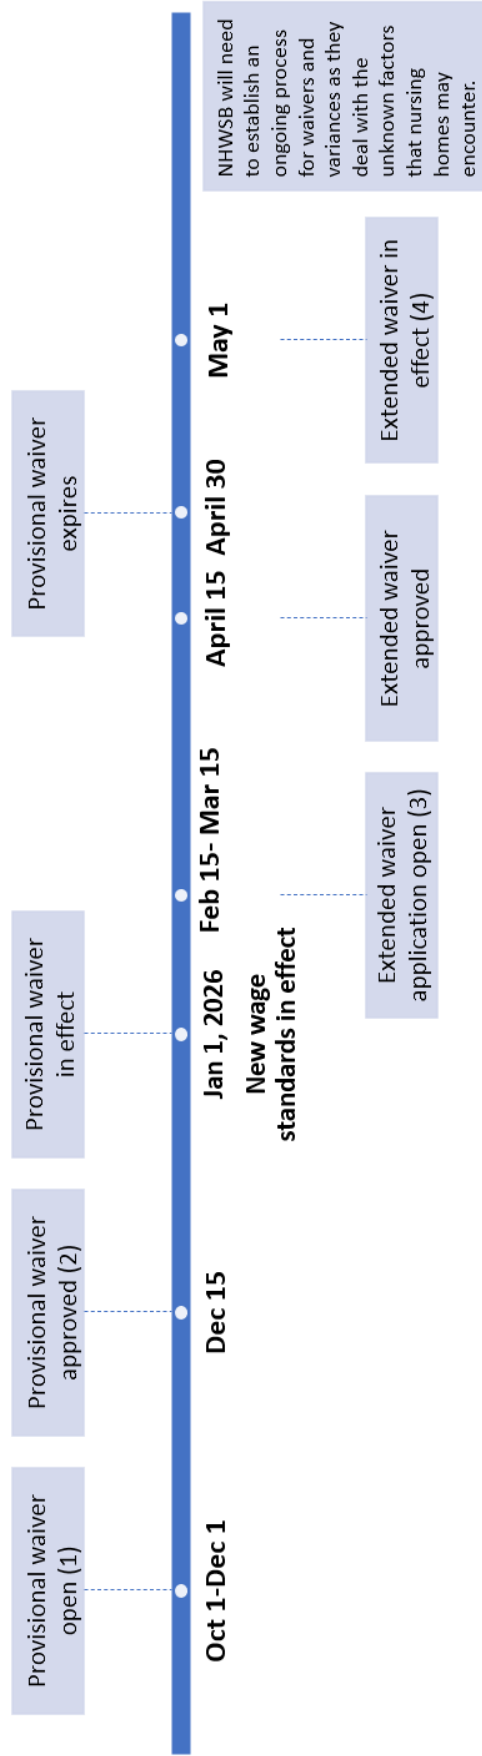 Provisional waiver
open (1)
Provisional waiver
approved (2)
Provisional waiver
in effect
Provisional waiver
expires
Oct 1-Dec 1
Dec 15
Jan 1, 2026
New wage
standards in effect
Feb 15- Mar 15
April 15
April 30
May 1
Extended waiver
application open (3)
Extended waiver
approved
Extended waiver in
effect (4)
NHWSB will need
to establish an
ongoing process
for waivers and
variances as they
deal with the
unknown factors
that nursing
homes may
encounter.